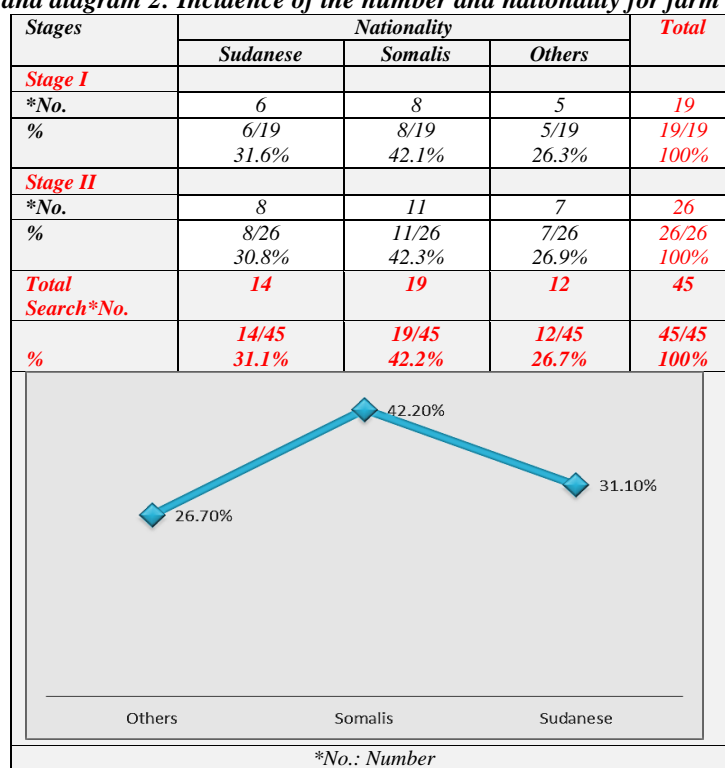 and diagram 2: Incidence of the number and nationality for farm
Stages Nationality Total
Sudanese Somalis Others
Stage I
*No. 6 8 5 19
% 6/19 8/19 5/19 19/19
31.6% 42.1% 26.3% 100%
Stage II
*No. 8 11 7 26
% 8/26 11/26 7/26 26/26
30.8% 42.3% 26.9% 100%
Total 14 19 12 45
Search*No.
14/45 19/45 12/45 45/45
% 31.1% 42.2% 26.7% 100%
42.20%
31.10%
26.70%
Others Somalis Sudanese
*No.: Number